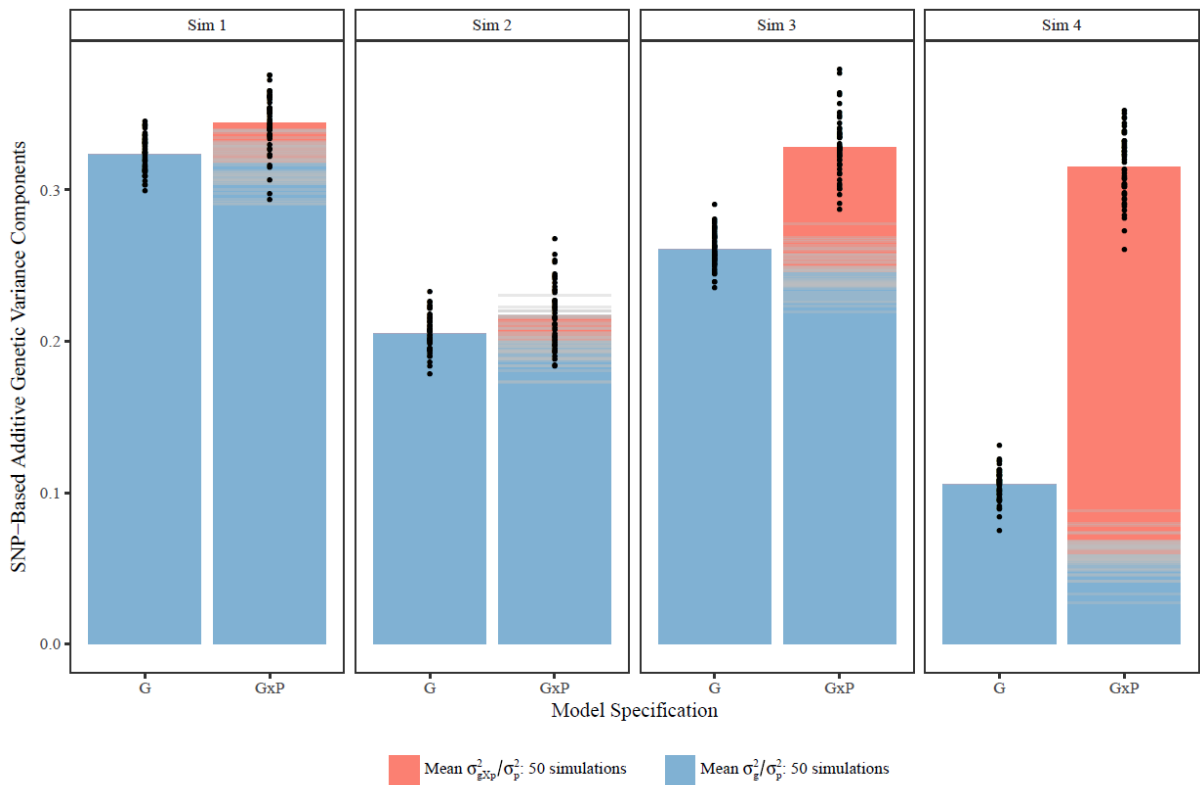 Sim 1
Sim 2
Sim 3
Sim 4
SNP−Based Additive Genetic Variance Components
0.3
0.2
0.1
0.0
G
GxP
G
GxP
G
GxP
G
GxP
Model Specification
Mean σ²gXp/σ²p: 50 simulations
Mean σ²g/σ²p: 50 simulations